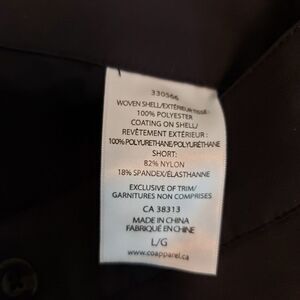 330566
WOVEN SHELL/EXTÉRIEUR TISSÉ :
100% POLYESTER
COATING ON SHELL/
REVÊTEMENT EXTÉRIEUR :
100% POLYURETHANE/POLYURÉTHANE
SHORT:
82% NYLON
18% SPANDEX/ÉLASTHANNE
EXCLUSIVE OF TRIM/
GARNITURES NON COMPRISES
CA 38313
MADE IN CHINA
FABRIQUÉ EN CHINE
L/G
www.coapparel.ca